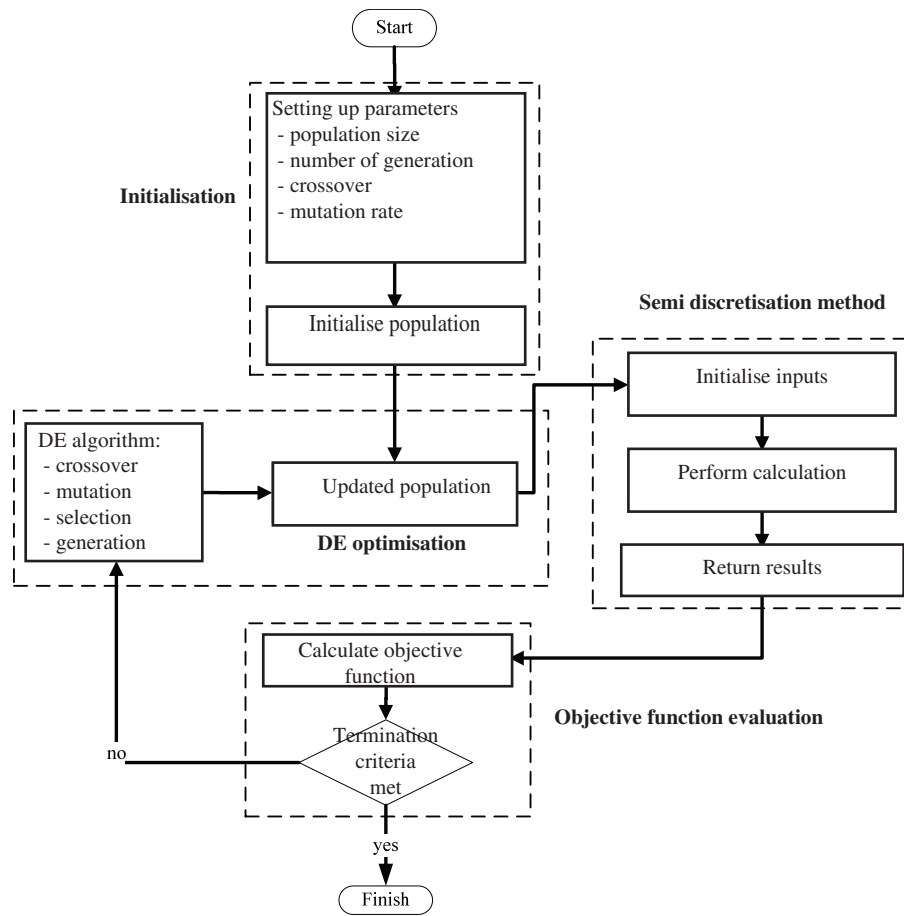 Start
Setting up parameters
- population size
- number of generation
- crossover
- mutation rate
Initialisation
Initialise population
Semi discretisation method
Initialise inputs
Perform calculation
Return results
DE algorithm:
- crossover
- mutation
- selection
- generation
Updated population
DE optimisation
Calculate objective
function
Objective function evaluation
Termination
criteria
met
no
yes
Finish